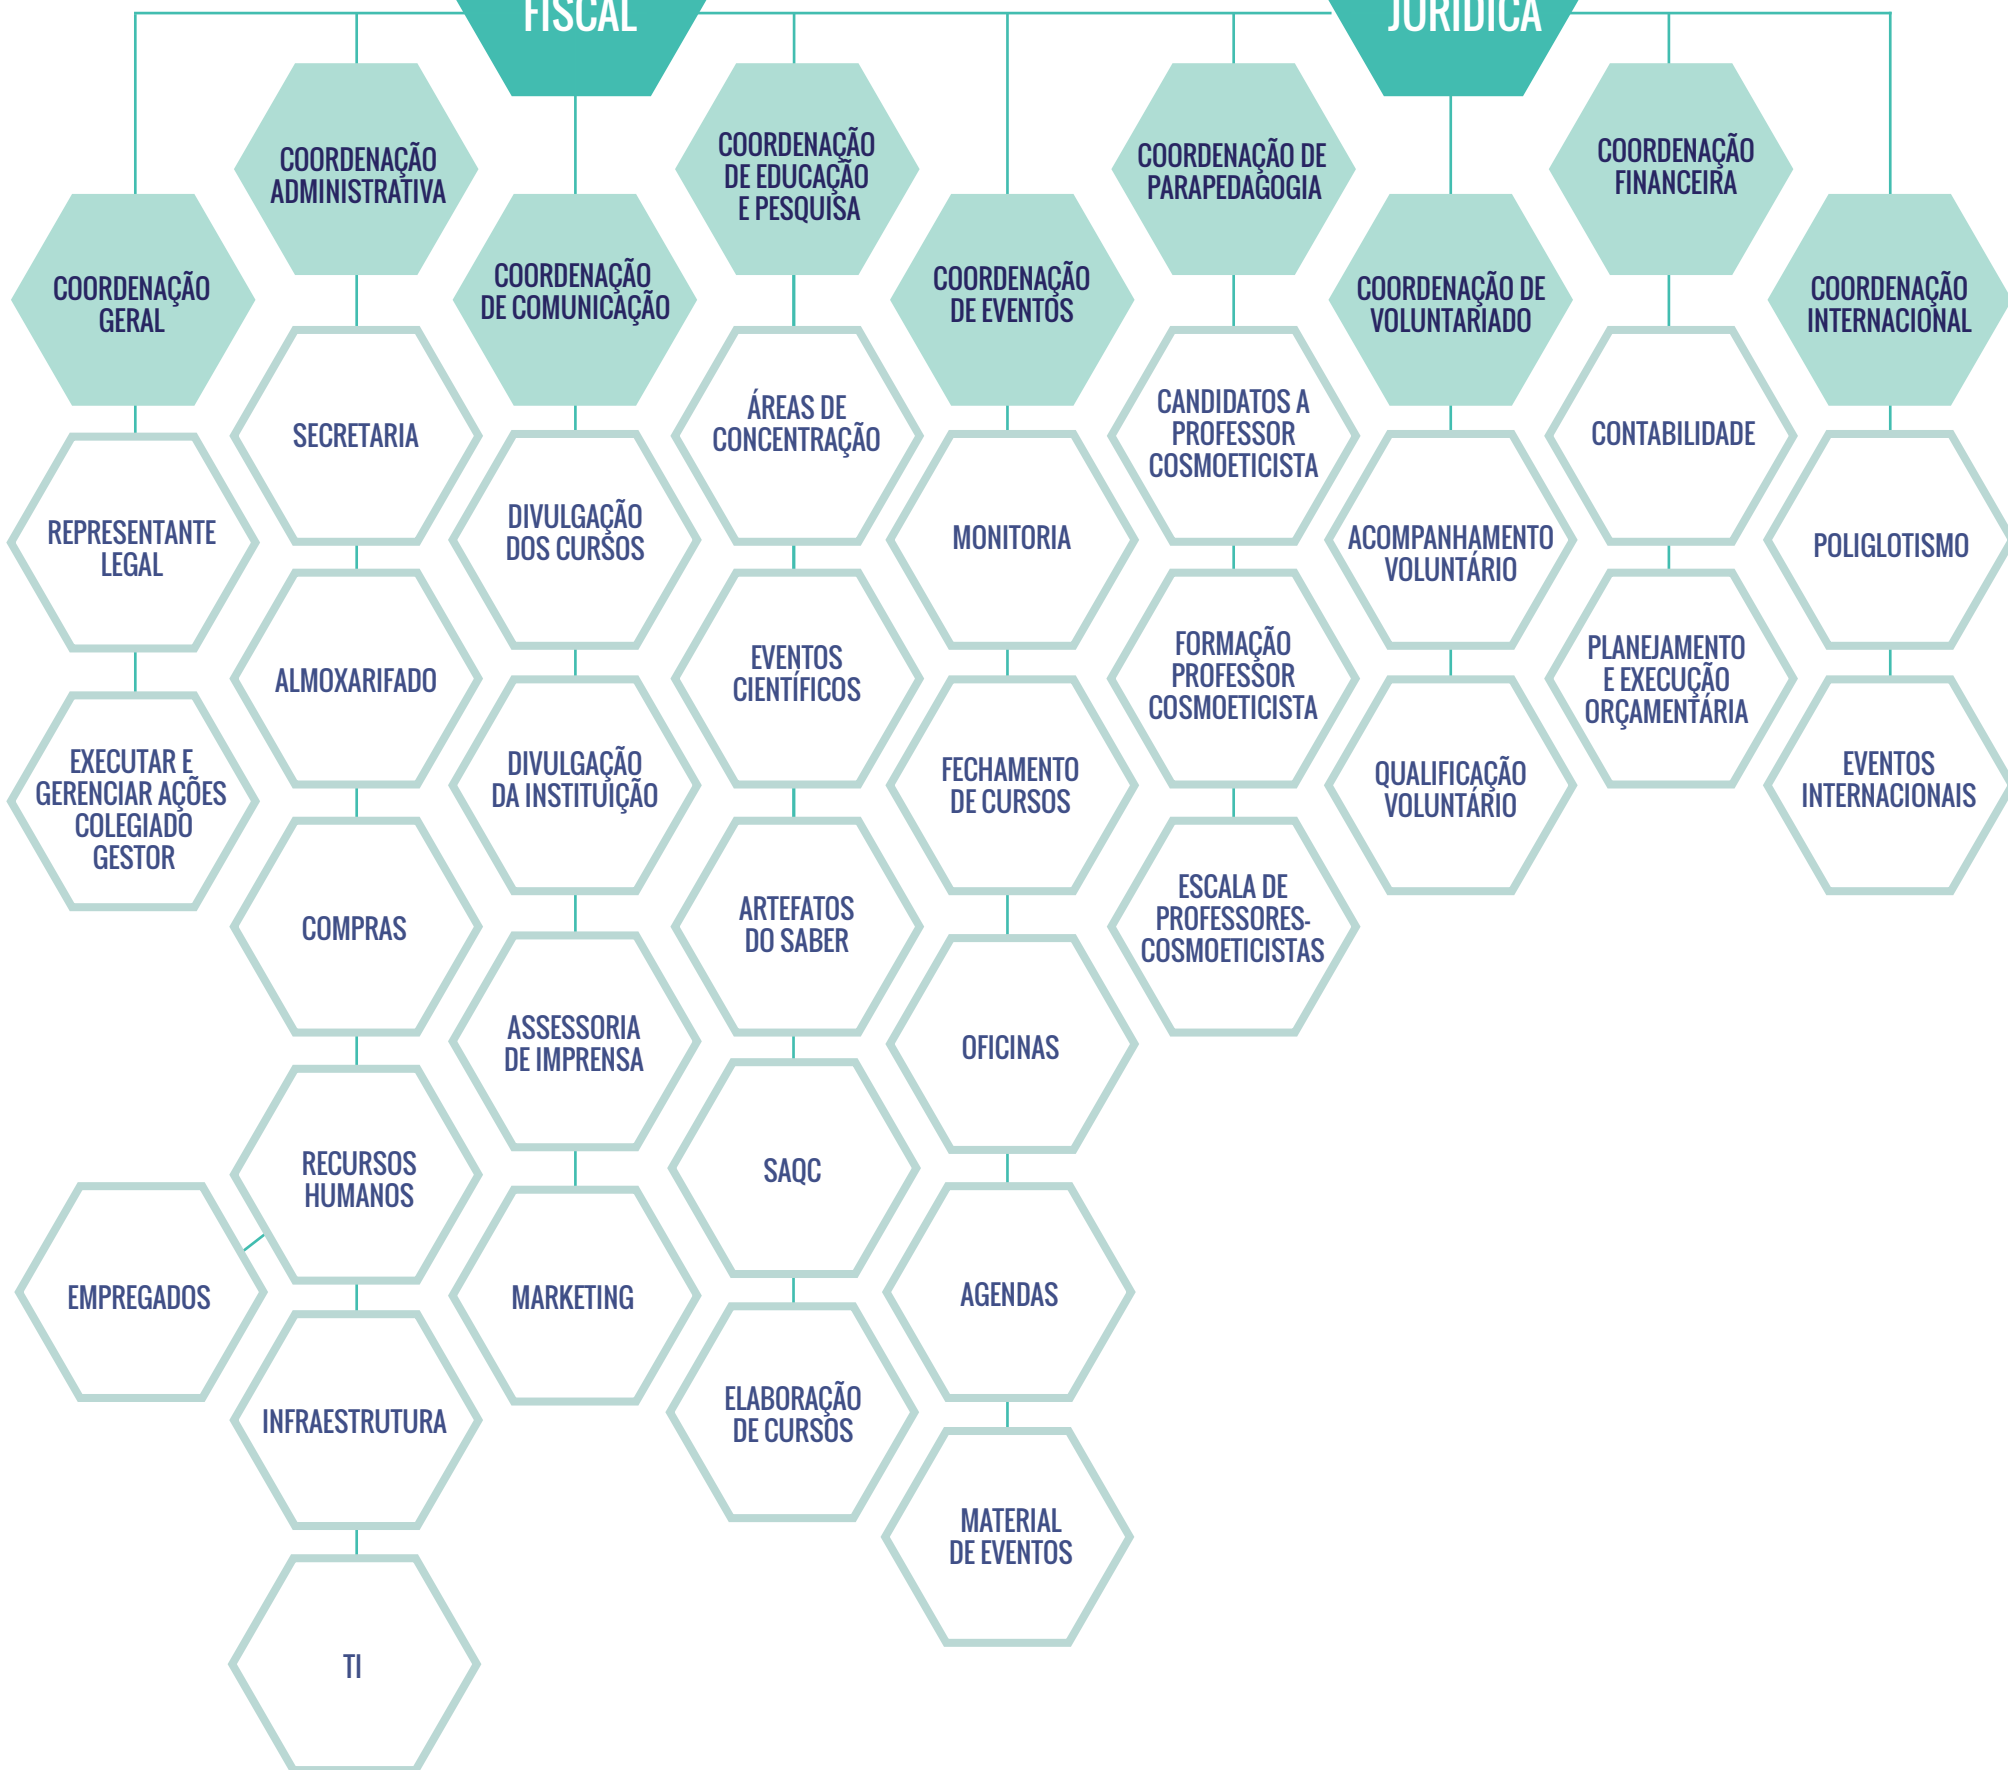 FISCAL
JURÍDICA
COORDENAÇÃO
GERAL
REPRESENTANTE
LEGAL
EXECUTAR E
GERENCIAR AÇÕES
COLEGIADO
GESTOR
COORDENAÇÃO
ADMINISTRATIVA
SECRETARIA
ALMOXARIFADO
COMPRAS
RECURSOS
HUMANOS
EMPREGADOS
INFRAESTRUTURA
TI
COORDENAÇÃO
DE COMUNICAÇÃO
DIVULGAÇÃO
DOS CURSOS
DIVULGAÇÃO
DA INSTITUIÇÃO
ASSESSORIA
DE IMPRENSA
MARKETING
COORDENAÇÃO
DE EDUCAÇÃO
E PESQUISA
ÁREAS DE
CONCENTRAÇÃO
EVENTOS
CIENTÍFICOS
ARTEFATOS
DO SABER
SAQC
ELABORAÇÃO
DE CURSOS
COORDENAÇÃO
DE EVENTOS
MONITORIA
FECHAMENTO
DE CURSOS
OFICINAS
AGENDAS
MATERIAL
DE EVENTOS
COORDENAÇÃO DE
PARAPEDAGOGIA
CANDIDATOS A
PROFESSOR
COSMOETICISTA
FORMAÇÃO
PROFESSOR
COSMOETICISTA
ESCALA DE
PROFESSORES-
COSMOETICISTAS
COORDENAÇÃO DE
VOLUNTARIADO
ACOMPANHAMENTO
VOLUNTÁRIO
QUALIFICAÇÃO
VOLUNTÁRIO
COORDENAÇÃO
FINANCEIRA
CONTABILIDADE
PLANEJAMENTO
E EXECUÇÃO
ORÇAMENTÁRIA
COORDENAÇÃO
INTERNACIONAL
POLIGLOTISMO
EVENTOS
INTERNACIONAIS